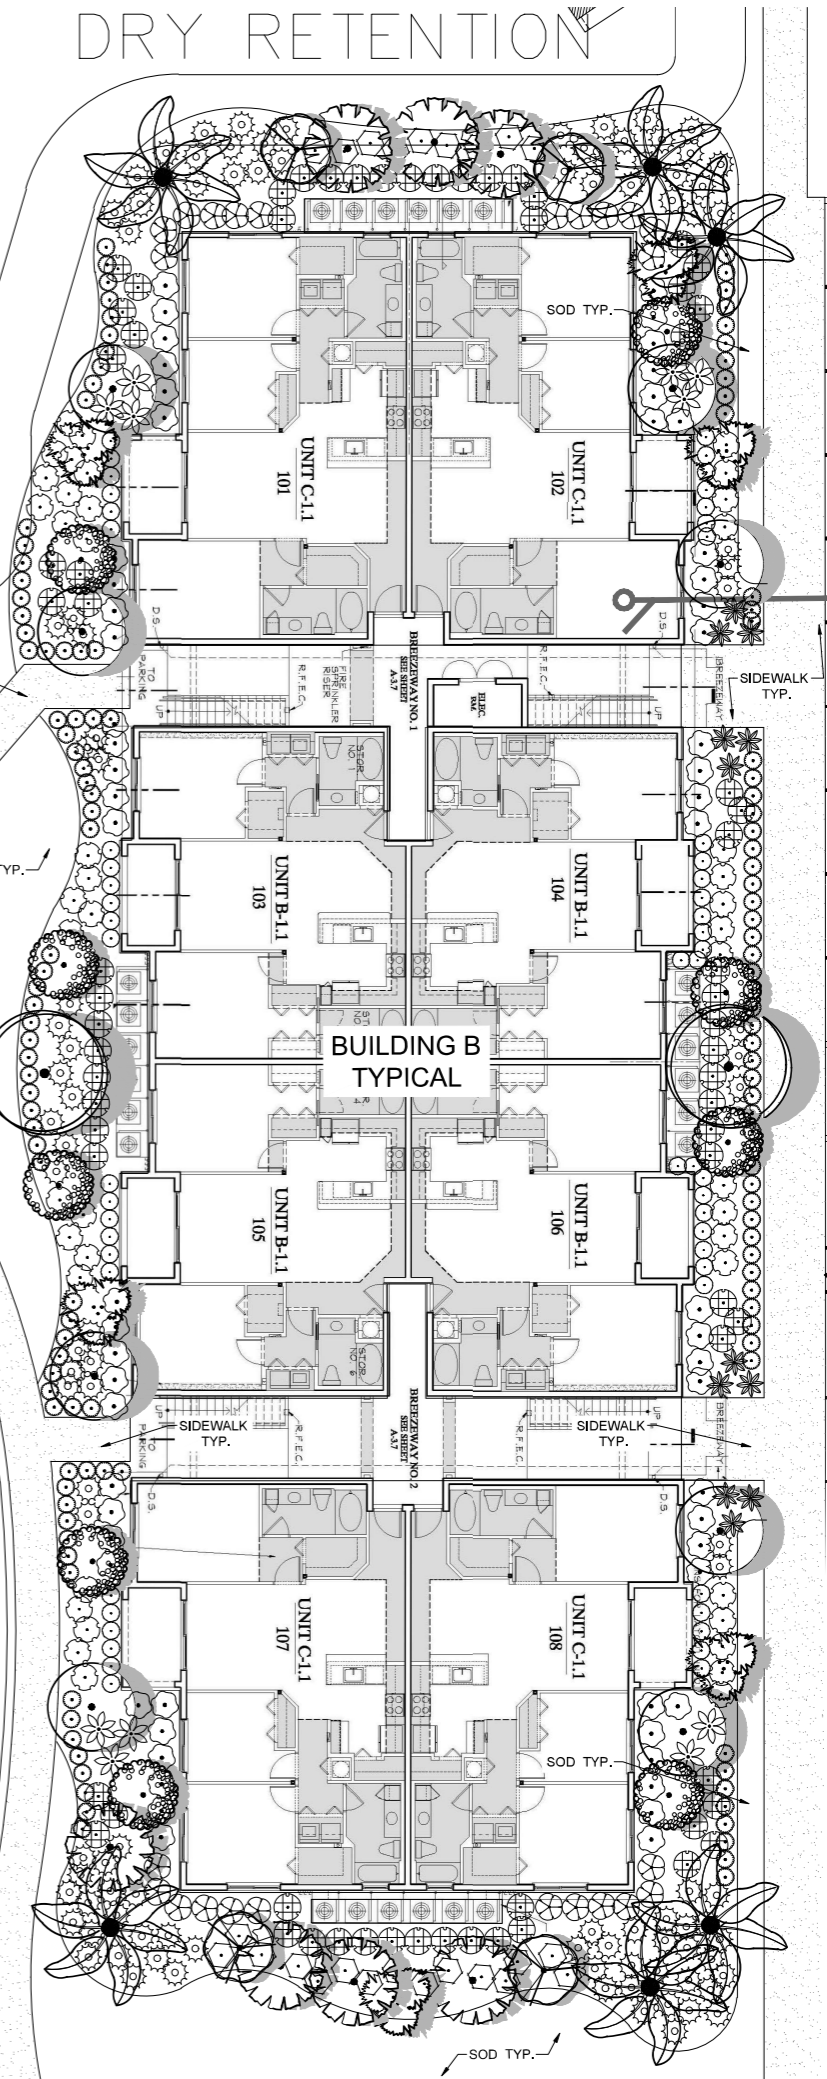 DRY RETENTION
SOD TYP.
UNIT C-1.1
101
UNIT C-1.1
102
D.S.
D.S.
TO
PARKING
UP
R.F.E.C.
FIRE
SPRINKLER
RISER
BREEZEWAY NO. 1
SEE SHEET
A-3.7
ELEC.
RM.
R.F.E.C.
UP
BREEZEWAY
SIDEWALK
TYP.
STOR.
NO. 1
TYP.
UNIT B-1.1
103
UNIT B-1.1
104
BUILDING B
TYPICAL
UNIT B-1.1
105
UNIT B-1.1
106
STOR.
NO. 6
UP
TO
PARKING
SIDEWALK
TYP.
R.F.E.C.
BREEZEWAY NO. 2
SEE SHEET
A-3.7
R.F.E.C.
SIDEWALK
TYP.
UP
BREEZEWAY
D.S.
D.S.
UNIT C-1.1
107
UNIT C-1.1
108
SOD TYP.
SOD TYP.